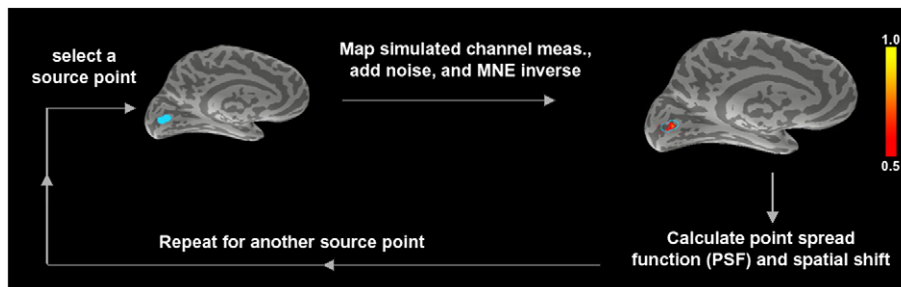 select a
source point
Map simulated channel meas.,
add noise, and MNE inverse
1.0
0.5
Calculate point spread
function (PSF) and spatial shift
Repeat for another source point